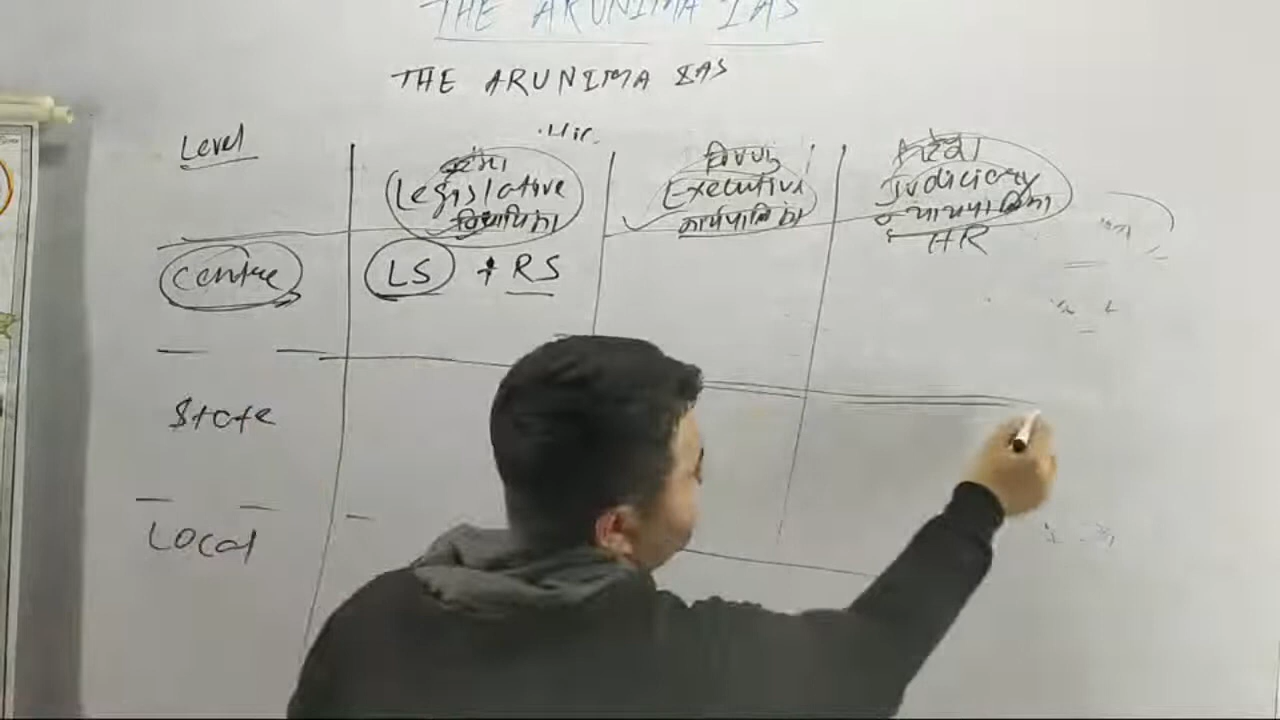 THE ARUNIMA IAS
THE ARUNIMA IAS
Level
Legislative
विधायिका
Executive
कार्यपालिका
Judiciary
न्यायपालिका
HR
Centre
LS + RS
State
Local